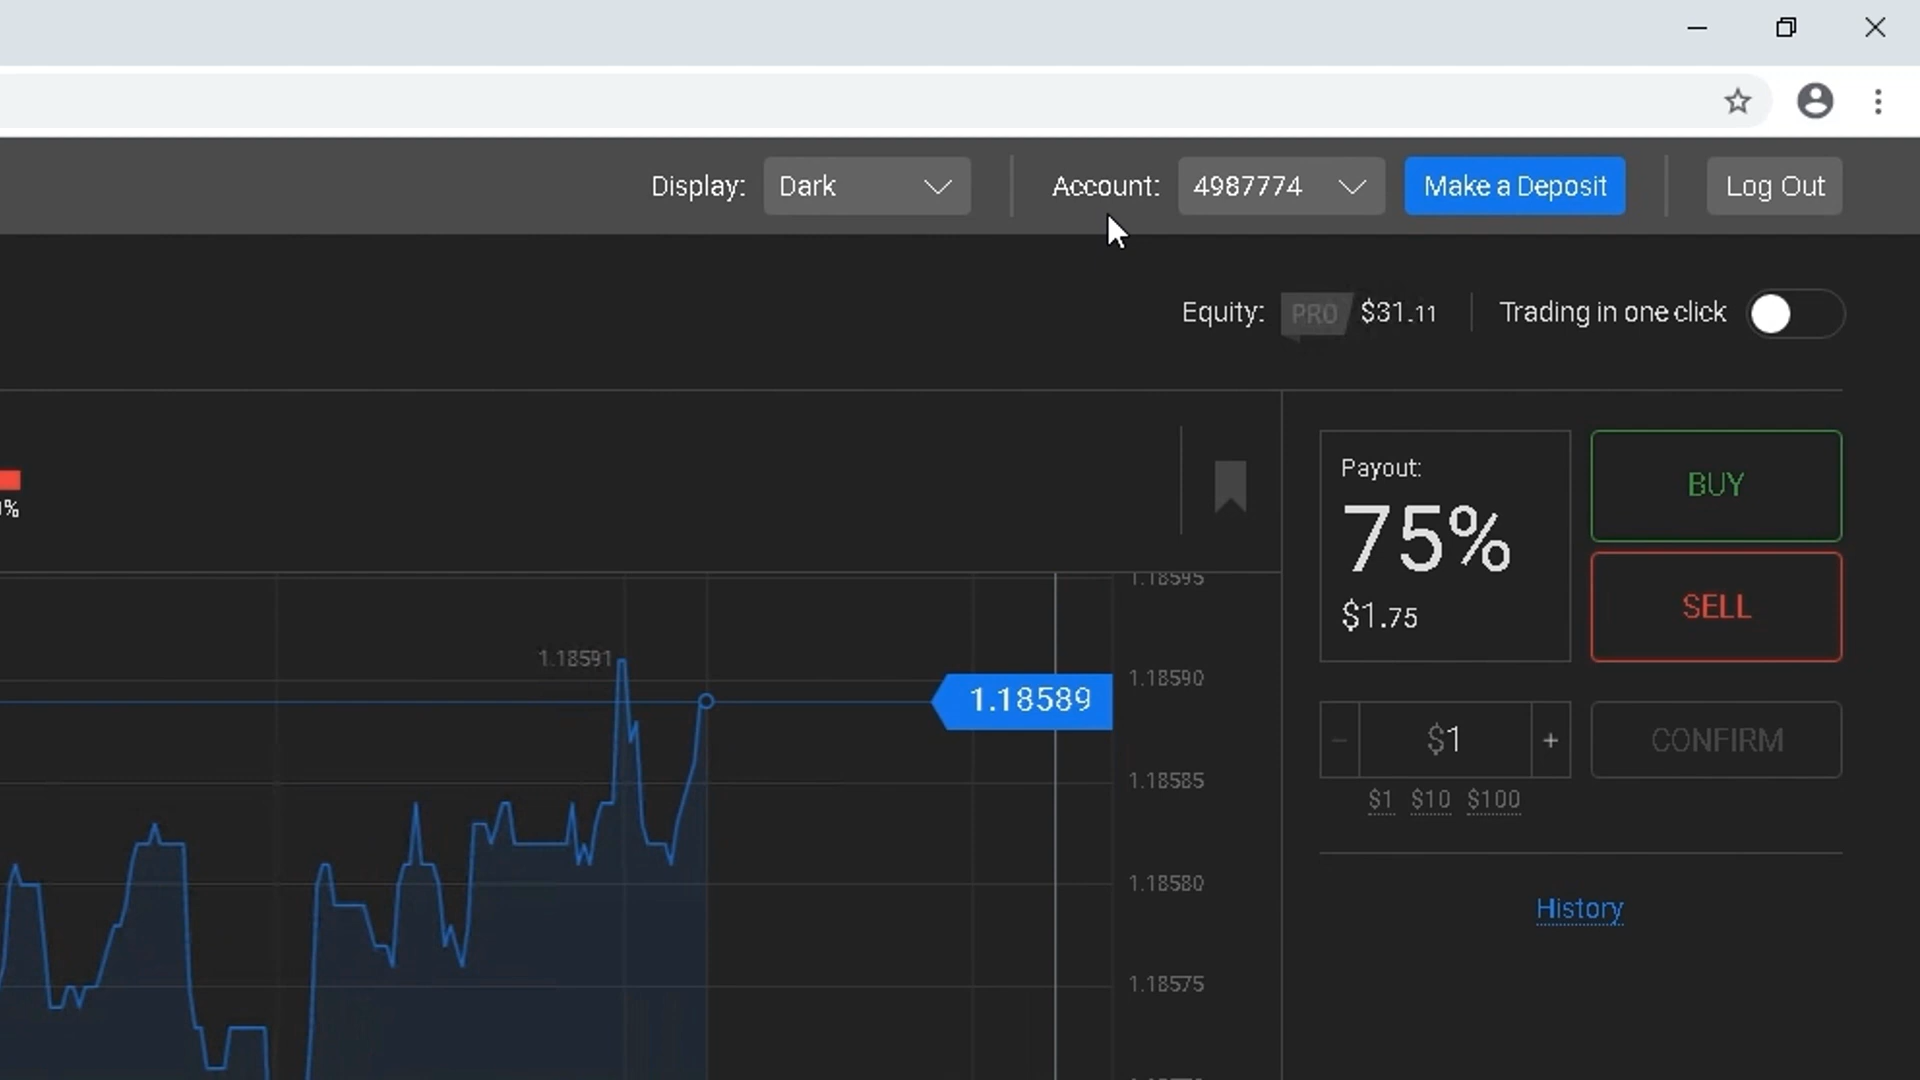 Display: Dark Account: 4987774 Make a Deposit Log Out
Equity: PRO $31.11 Trading in one click
Payout:
75%
$1.75
BUY
SELL
%
1.18595
1.18591
1.18590
1.18589
1.18585
1.18580
1.18575
− $1 + CONFIRM
$1 $10 $100
History